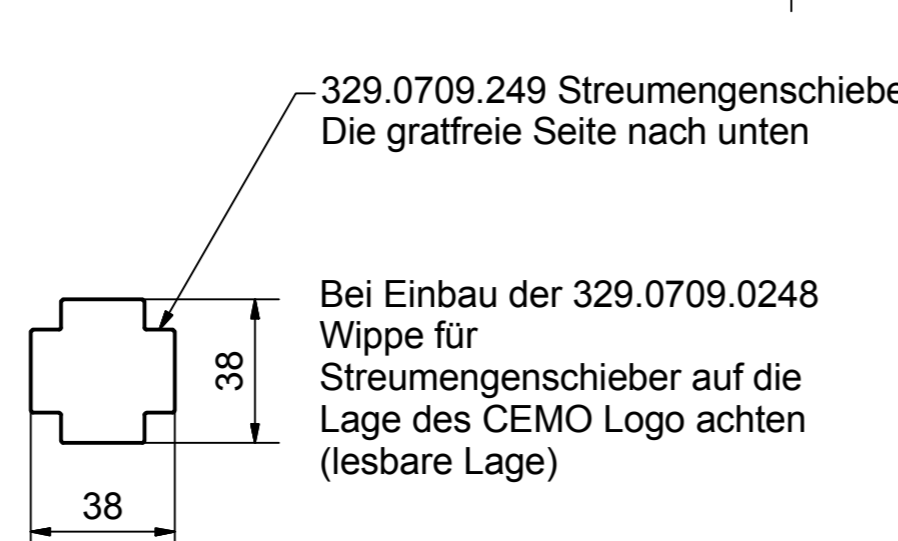 329.0709.249 Streumengenschiebe
Die gratfreie Seite nach unten
Bei Einbau der 329.0709.0248
Wippe für
Streumengenschieber auf die
Lage des CEMO Logo achten
(lesbare Lage)
38
38